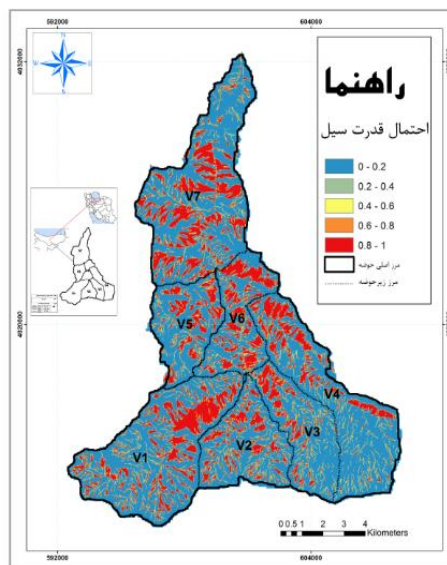 592000
604000
4032000
4020000
N
W
E
S
راهنما
احتمال قدرت سیل
0 - 0.2
0.2 - 0.4
0.4 - 0.6
0.6 - 0.8
0.8 - 1
مرز اصلی حوضه
مرز زیرحوضه
V7
V5
V6
V4
V1
V2
V3
0 0.5 1 2 3 4
Kilometers
592000
604000